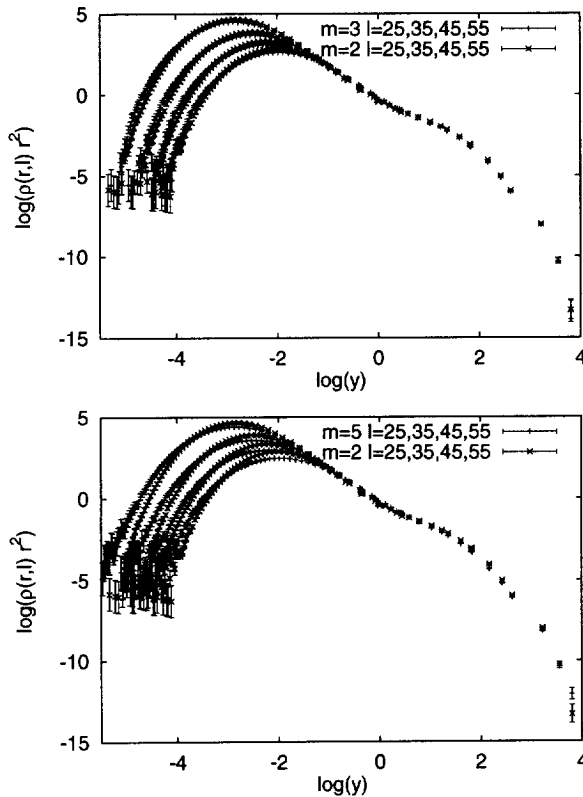 5
0
-5
-10
-15
log(ρ(r,l) r²)
m=3 l=25,35,45,55
m=2 l=25,35,45,55
-4 -2 0 2 4
log(y)
5
0
-5
-10
-15
log(ρ(r,l) r²)
m=5 l=25,35,45,55
m=2 l=25,35,45,55
-4 -2 0 2 4
log(y)